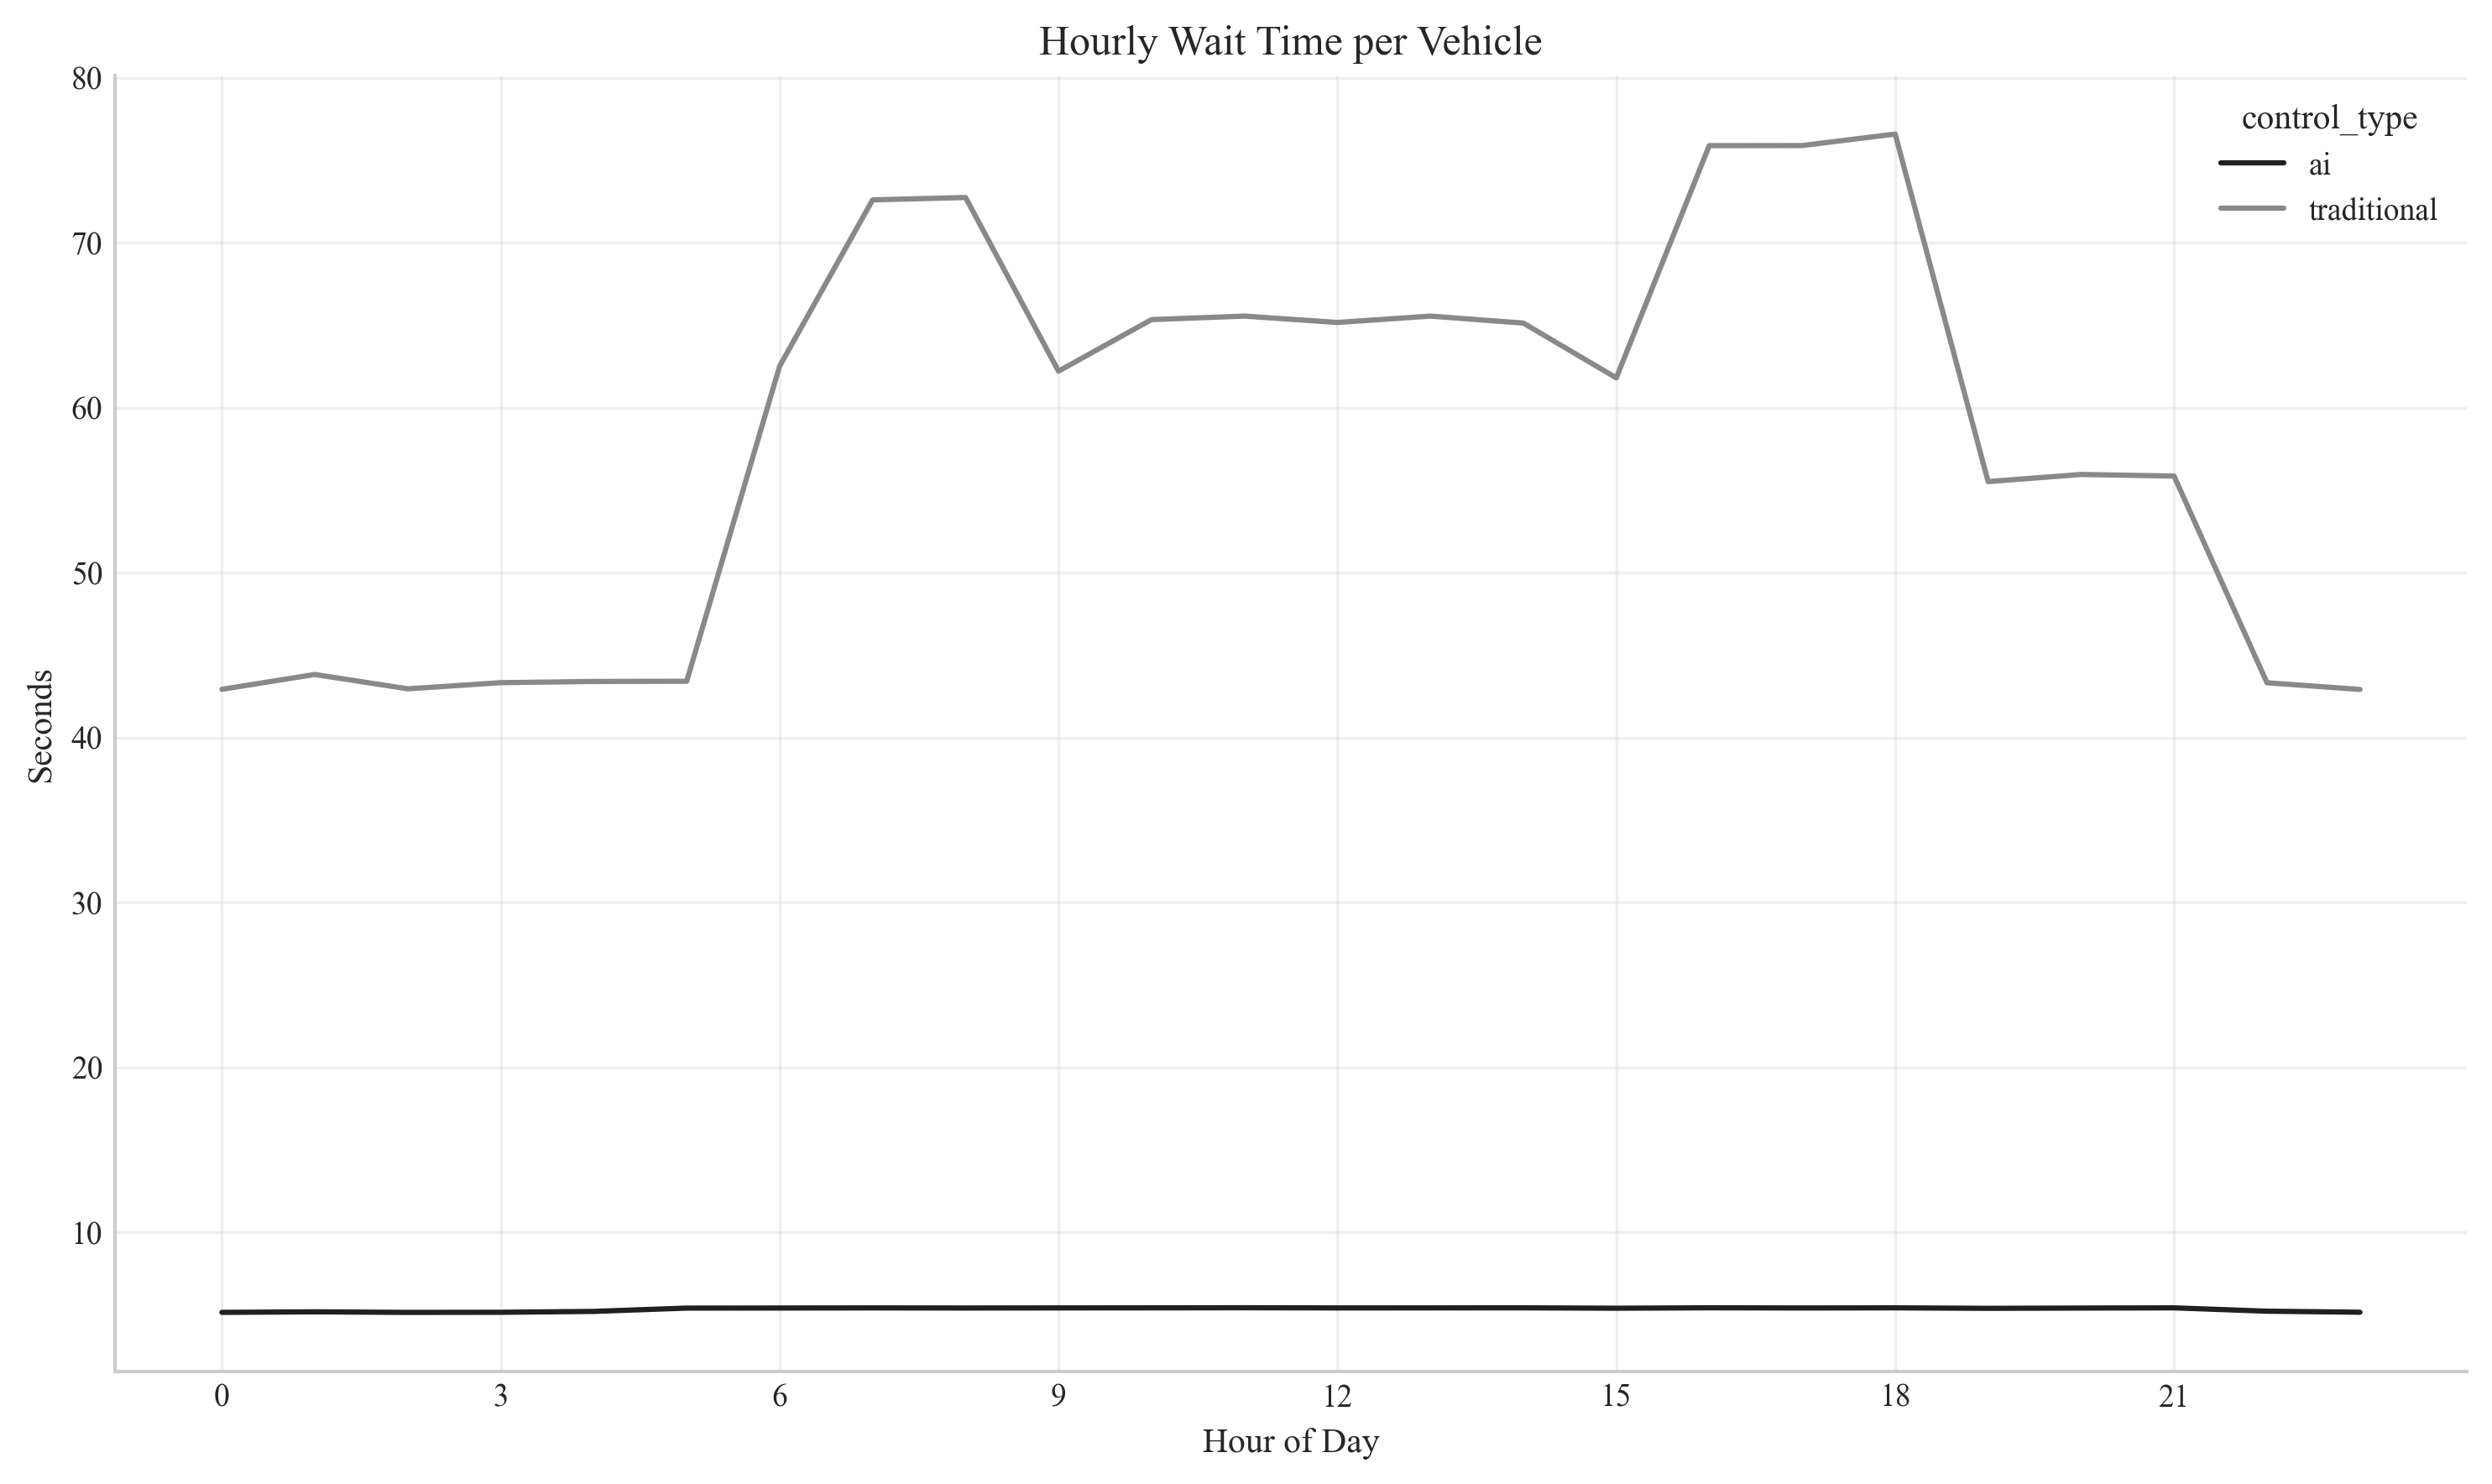 Hourly Wait Time per Vehicle
control_type
ai
traditional
80
70
60
50
40
30
20
10
Seconds
0 3 6 9 12 15 18 21
Hour of Day